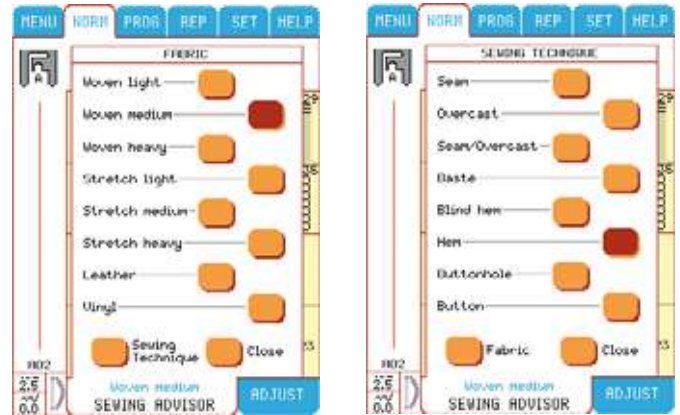 MENU NORM PROG REP SET HELP
FABRIC
A
Woven light
Woven medium
Woven heavy
Stretch light
Stretch medium
Stretch heavy
Leather
Vinyl
Sewing Technique
Close
A02
2,5
0,0
Woven medium
SEWING ADVISOR
ADJUST
MENU NORM PROG REP SET HELP
SEWING TECHNIQUE
A
Seam
Overcast
Seam/Overcast
Baste
Blind hem
Hem
Buttonhole
Button
Fabric
Close
A02
2,5
0,0
Woven medium
SEWING ADVISOR
ADJUST